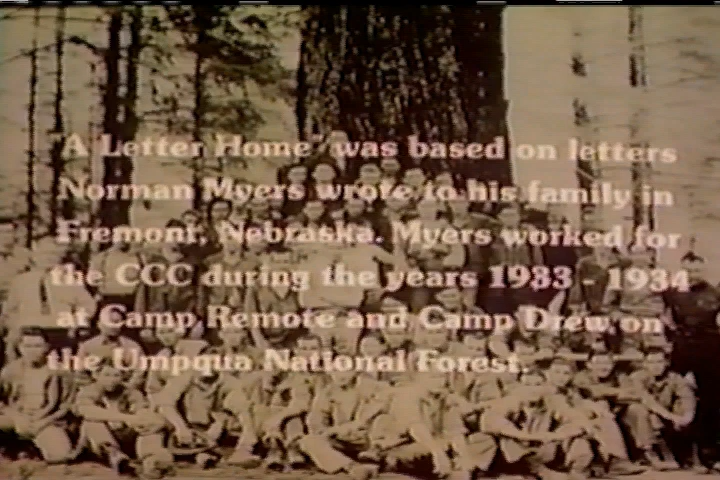 "A Letter Home" was based on letters
Norman Myers wrote to his family in
Fremont, Nebraska. Myers worked for
the CCC during the years 1933 - 1934
at Camp Remote and Camp Drew on
the Umpqua National Forest.